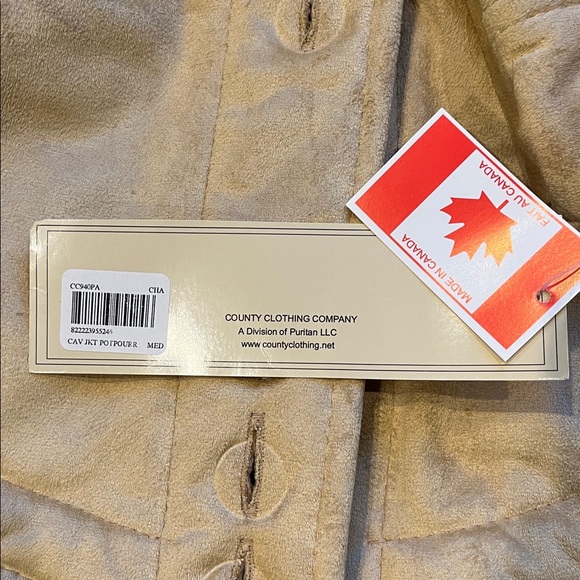 CC940PA CHA
822223955245
CAV JKT POTPOURR MED
COUNTY CLOTHING COMPANY
A Division of Puritan LLC
www.countyclothing.net
MADE IN CANADA
FAIT AU CANADA